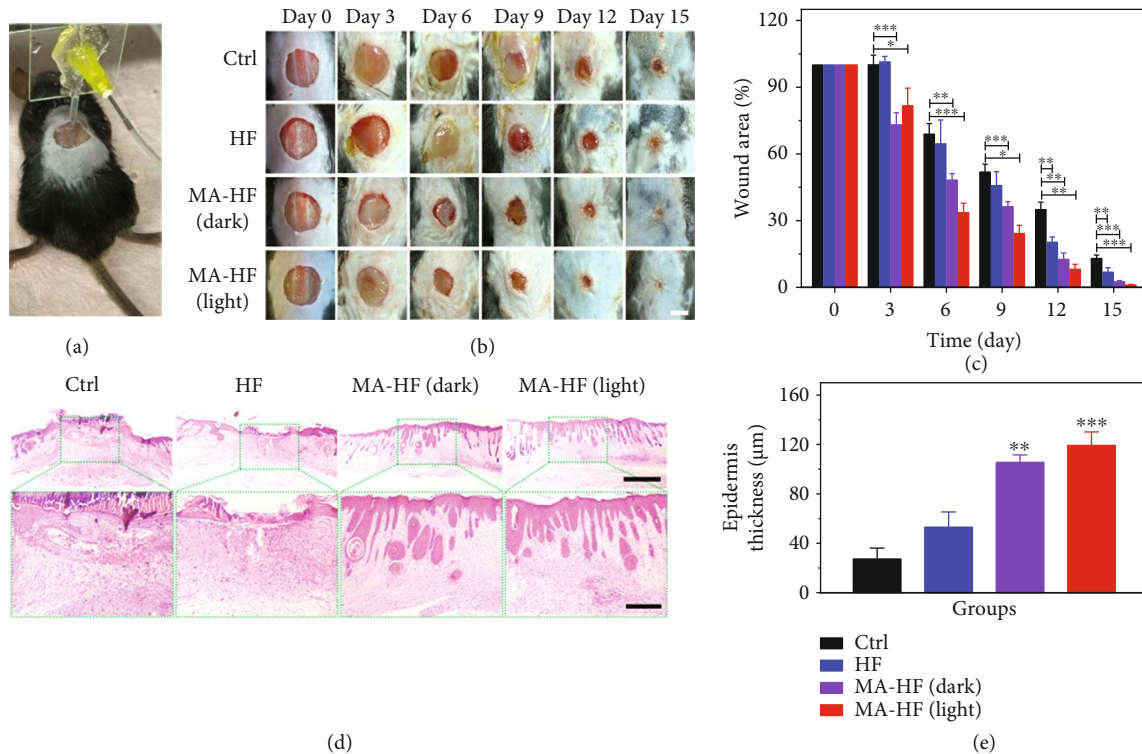 Day 0 Day 3 Day 6 Day 9 Day 12 Day 15
Ctrl
HF
MA-HF
(dark)
MA-HF
(light)
(a)
(b)
120
90
60
30
0
Wound area (%)
***
*
**
***
***
*
**
**
**
**
***
***
0 3 6 9 12 15
Time (day)
(c)
Ctrl HF MA-HF (dark) MA-HF (light)
(d)
160
120
80
40
0
Epidermis
thickness (μm)
**
***
Groups
Ctrl
HF
MA-HF (dark)
MA-HF (light)
(e)